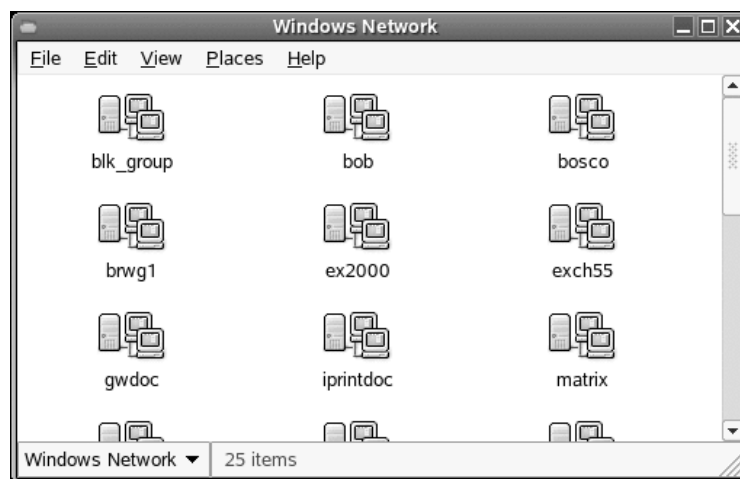 Windows Network
File Edit View Places Help
blk_group bob bosco
brwg1 ex2000 exch55
gwdoc iprintdoc matrix
Windows Network 25 items